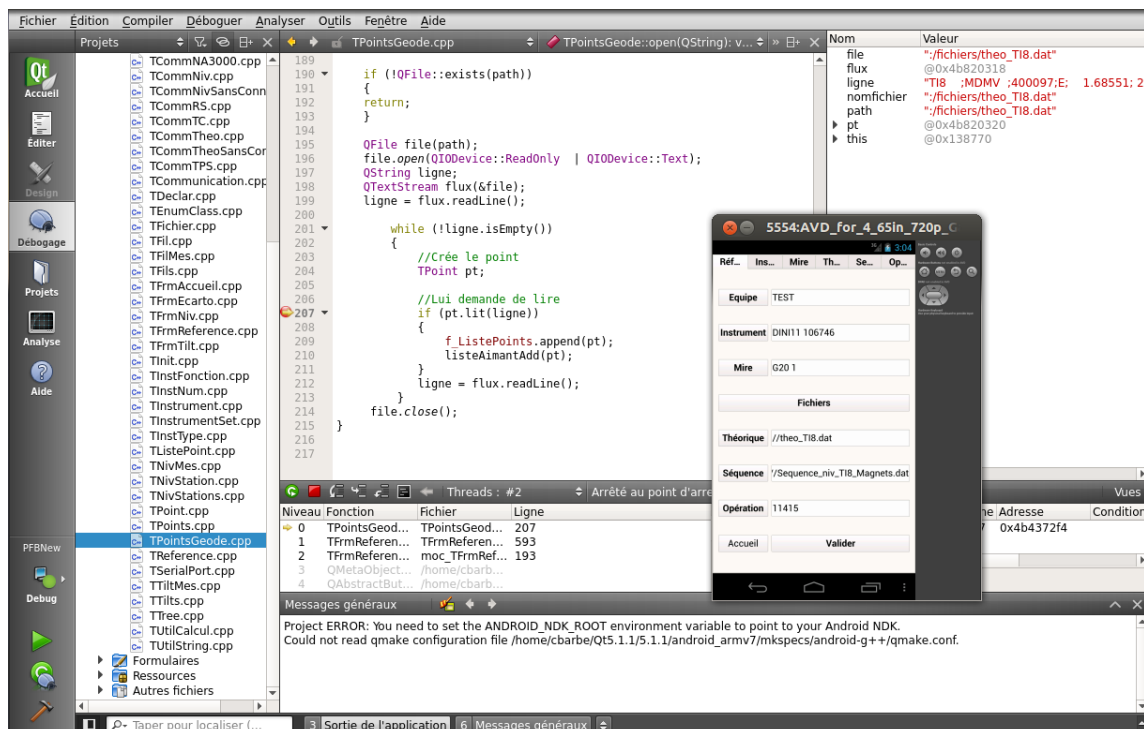 Fichier Édition Compiler Déboguer Analyser Outils Fenêtre Aide
Projets
TPointsGeode.cpp
TPointsGeode::open(QString): v...
Nom Valeur
Accueil
Éditer
Design
Débogage
Projets
Analyse
Aide
PFBNew
Debug
TCommNA3000.cpp
TCommNiv.cpp
TCommNivSansConn
TCommRS.cpp
TCommTC.cpp
TCommTheo.cpp
TCommTheoSansCor
TCommTPS.cpp
TCommunication.cpp
TDeclar.cpp
TEnumClass.cpp
TFichier.cpp
TFil.cpp
TFilMes.cpp
TFils.cpp
TFrmAccueil.cpp
TFrmEcarto.cpp
TFrmNiv.cpp
TFrmReference.cpp
TFrmTilt.cpp
TInit.cpp
TInstFonction.cpp
TInstNum.cpp
TInstrument.cpp
TInstrumentSet.cpp
TInstType.cpp
TListePoint.cpp
TNivMes.cpp
TNivStation.cpp
TNivStations.cpp
TPoint.cpp
TPoints.cpp
TPointsGeode.cpp
TReference.cpp
TSerialPort.cpp
TTiltMes.cpp
TTilts.cpp
TTree.cpp
TUtilCalcul.cpp
TUtilString.cpp
Formulaires
Ressources
Autres fichiers
189
190 if (!QFile::exists(path))
191 {
192 return;
193 }
194
195 QFile file(path);
196 file.open(QIODevice::ReadOnly | QIODevice::Text);
197 QString ligne;
198 QTextStream flux(&file);
199 ligne = flux.readLine();
200
201 while (!ligne.isEmpty())
202 {
203 //Crée le point
204 TPoint pt;
205
206 //Lui demande de lire
207 if (pt.lit(ligne))
208 {
209 f_ListePoints.append(pt);
210 listeAimantAdd(pt);
211 }
212 ligne = flux.readLine();
213 }
214 file.close();
215 }
216
217
file ":/fichiers/theo_TI8.dat"
flux @0x4b820318
ligne "TI8 ;MDMV ;400097;E; 1.68551; 2
nomfichier ":/fichiers/theo_TI8.dat"
path ":/fichiers/theo_TI8.dat"
pt @0x4b820320
this @0x138770
5554:AVD_for_4_65in_720p_G
3:04
Réf... Ins... Mire Th... Se... Op...
Equipe TEST
Instrument DINI11 106746
Mire G20 1
Fichiers
Théorique //theo_TI8.dat
Séquence '/Sequence_niv_TI8_Magnets.dat
Opération 11415
Accueil Valider
Threads : #2 Arrêté au point d'arre
Vues
Niveau Fonction Fichier Ligne
0 TPointsGeod... TPointsGeod... 207
1 TFrmReferen... TFrmReferen... 593
2 TFrmReferen... moc_TFrmRef... 193
3 QMetaObject... /home/cbarb...
4 QAbstractBut... /home/cbarb...
ne Adresse Condition
7 0x4b4372f4
Messages généraux
Project ERROR: You need to set the ANDROID_NDK_ROOT environment variable to point to your Android NDK.
Could not read qmake configuration file /home/cbarbe/Qt5.1.1/5.1.1/android_armv7/mkspecs/android-g++/qmake.conf.
Taper pour localiser (...
3 Sortie de l'application 6 Messages généraux